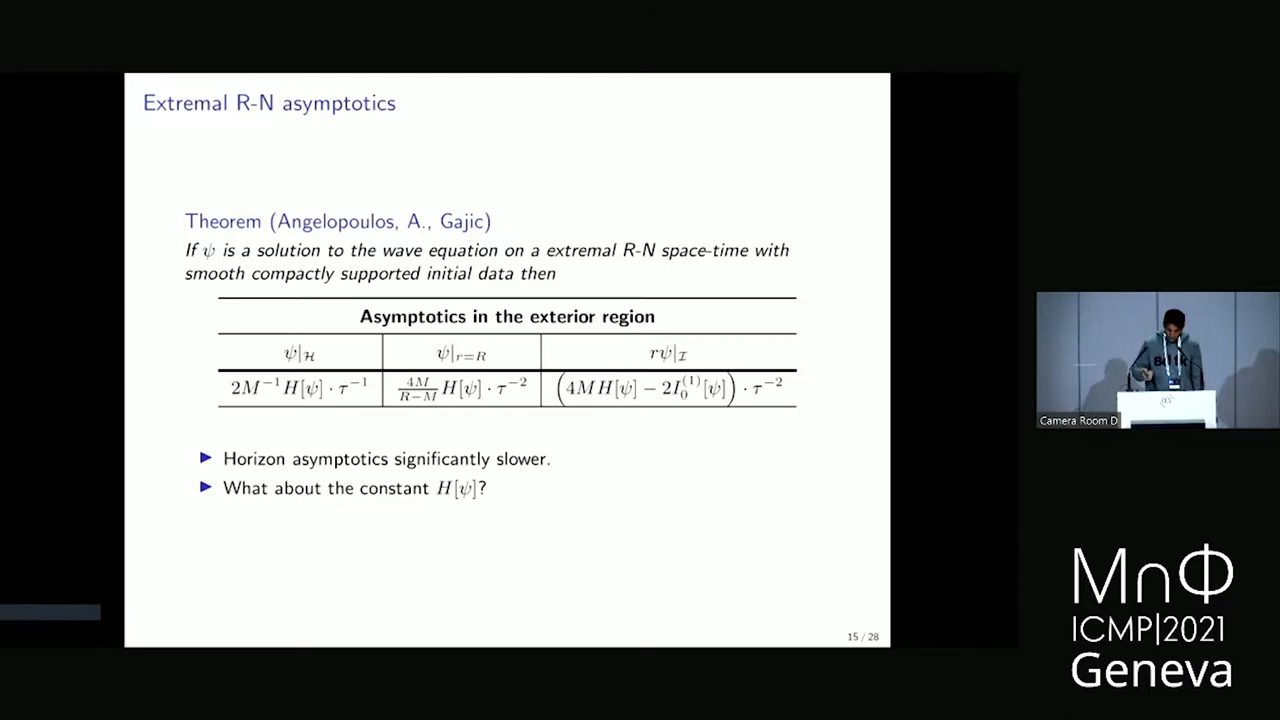 Extremal R-N asymptotics
Theorem (Angelopoulos, A., Gajic)
If ψ is a solution to the wave equation on a extremal R-N space-time with
smooth compactly supported initial data then
Asymptotics in the exterior region
ψ|_ℋ ψ|_{r=R} rψ|_ℐ
2M^{-1}H[ψ] · τ^{-1} \frac{4M}{R−M}H[ψ] · τ^{-2} (4MH[ψ] − 2I_0^{(1)}[ψ]) · τ^{-2}
▶ Horizon asymptotics significantly slower.
▶ What about the constant H[ψ]?
15 / 28
Camera Room D
M∩Φ
ICMP|2021
Geneva